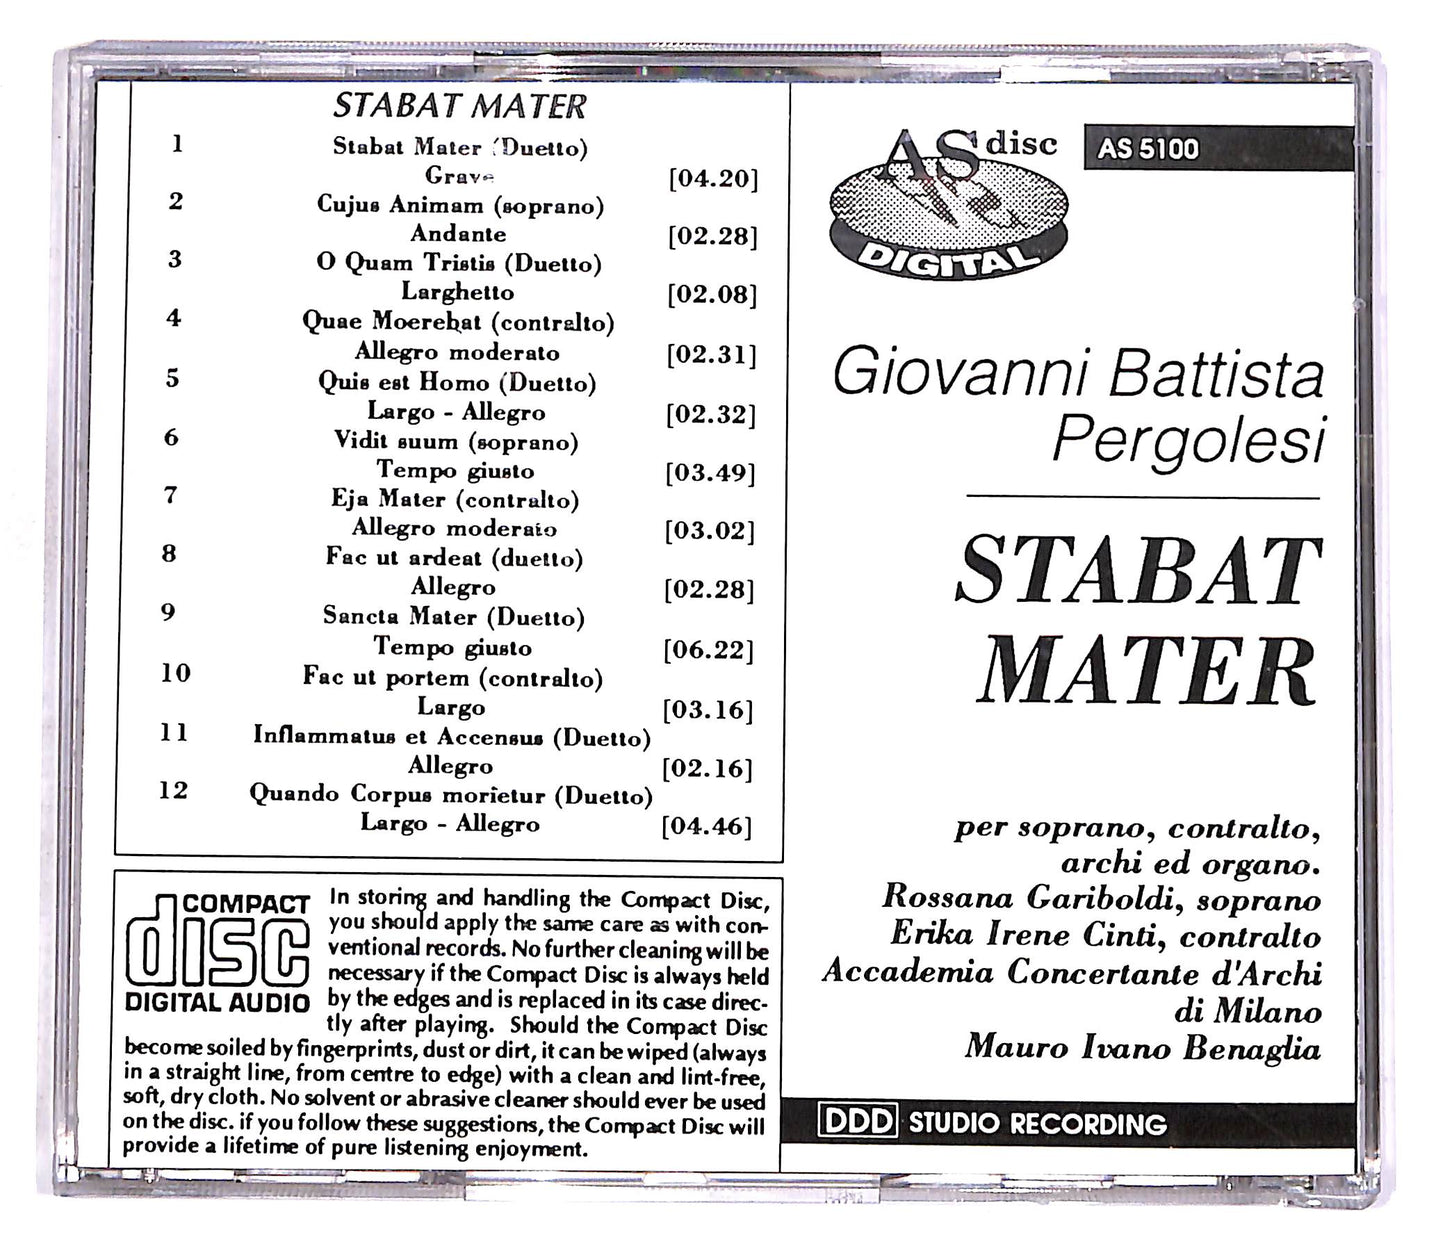 STABAT MATER
1 Stabat Mater (Duetto)
Grave [04.20]
2 Cujus Animam (soprano)
Andante [02.28]
3 O Quam Tristis (Duetto)
Larghetto [02.08]
4 Quae Moerehat (contralto)
Allegro moderato [02.31]
5 Quis est Homo (Duetto)
Largo - Allegro [02.32]
6 Vidit suum (soprano)
Tempo giusto [03.49]
7 Eja Mater (contralto)
Allegro moderato [03.02]
8 Fac ut ardeat (duetto)
Allegro [02.28]
9 Sancta Mater (Duetto)
Tempo giusto [06.22]
10 Fac ut portem (contralto)
Largo [03.16]
11 Inflammatus et Accensus (Duetto)
Allegro [02.16]
12 Quando Corpus morietur (Duetto)
Largo - Allegro [04.46]
COMPACT
disc
DIGITAL AUDIO
In storing and handling the Compact Disc,
you should apply the same care as with con-
ventional records. No further cleaning will be
necessary if the Compact Disc is always held
by the edges and is replaced in its case direc-
tly after playing. Should the Compact Disc
become soiled by fingerprints, dust or dirt, it can be wiped (always
in a straight line, from centre to edge) with a clean and lint-free,
soft, dry cloth. No solvent or abrasive cleaner should ever be used
on the disc. if you follow these suggestions, the Compact Disc will
provide a lifetime of pure listening enjoyment.
AS disc
DIGITAL
AS 5100
Giovanni Battista
Pergolesi
STABAT
MATER
per soprano, contralto,
archi ed organo.
Rossana Gariboldi, soprano
Erika Irene Cinti, contralto
Accademia Concertante d'Archi
di Milano
Mauro Ivano Benaglia
DDD STUDIO RECORDING